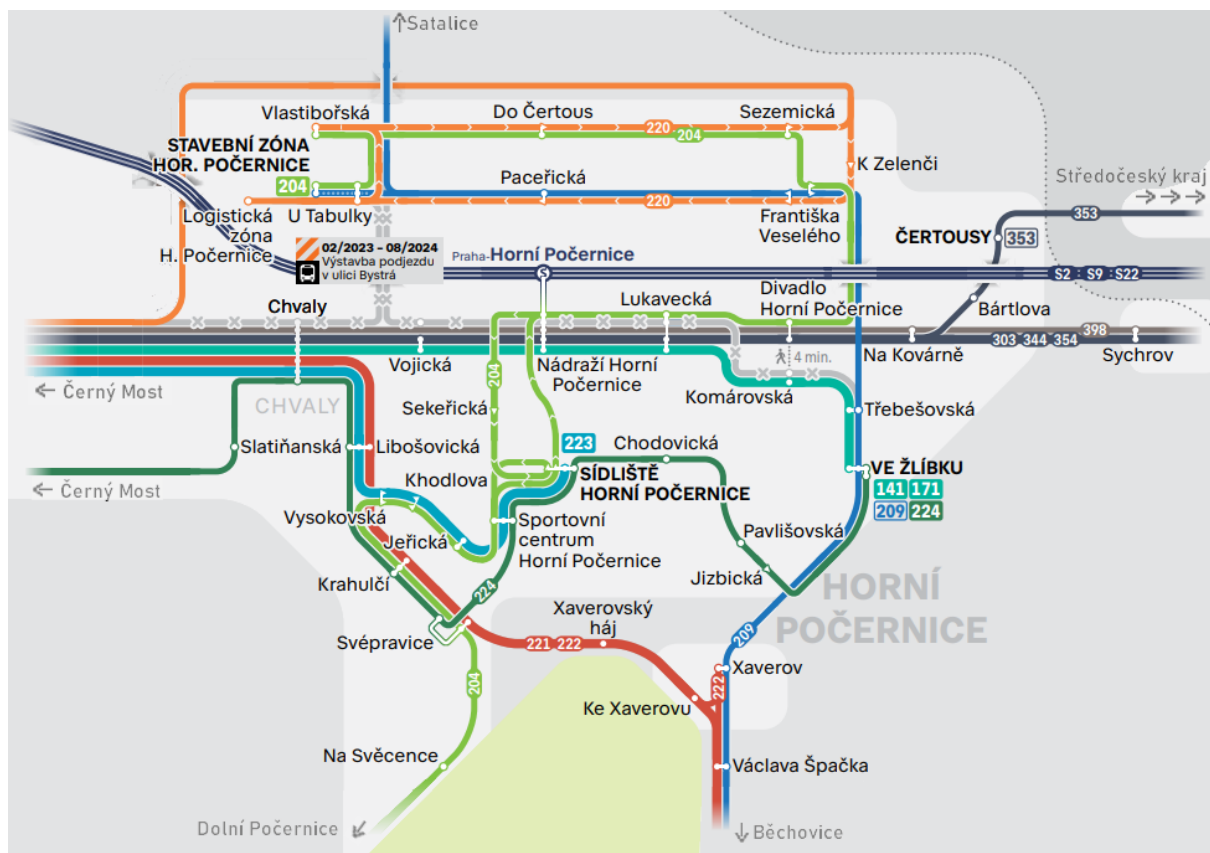 ↑Satalice
Vlastibořská
Do Čertous
Sezemická
220
204
STAVEBNÍ ZÓNA
HOR. POČERNICE
204
K Zelenči
Paceřická
Středočeský kraj
→ → →
Logistická
zóna
H. Počernice
U Tabulky
220
Františka
Veselého
353
ČERTOUSY
353
02/2023 – 08/2024
Výstavba podjezdu
v ulici Bystrá
Praha-Horní Počernice
S
S2 : S9 : S22
Chvaly
Lukavecká
Divadlo
Horní Počernice
Bártlova
398
303 344 354
Vojická
Nádraží Horní
Počernice
4 min.
Na Kovárně
Sychrov
← Černý Most
204
Komárovská
CHVALY
Sekeřická
Třebešovská
Slatiňanská
Libošovická
223
Chodovická
← Černý Most
Khodlova
SÍDLIŠTĚ
HORNÍ POČERNICE
VE ŽLÍBKU
141 171
209 224
Vysokovská
Jeřická
Sportovní
centrum
Horní Počernice
Pavlišovská
Krahulčí
224
Jizbická
HORNÍ
POČERNICE
Svépravice
Xaverovský
háj
221 222
209
204
Xaverov
222
Ke Xaverovu
Na Svěcence
Václava Špačka
Dolní Počernice ↙
↓ Běchovice